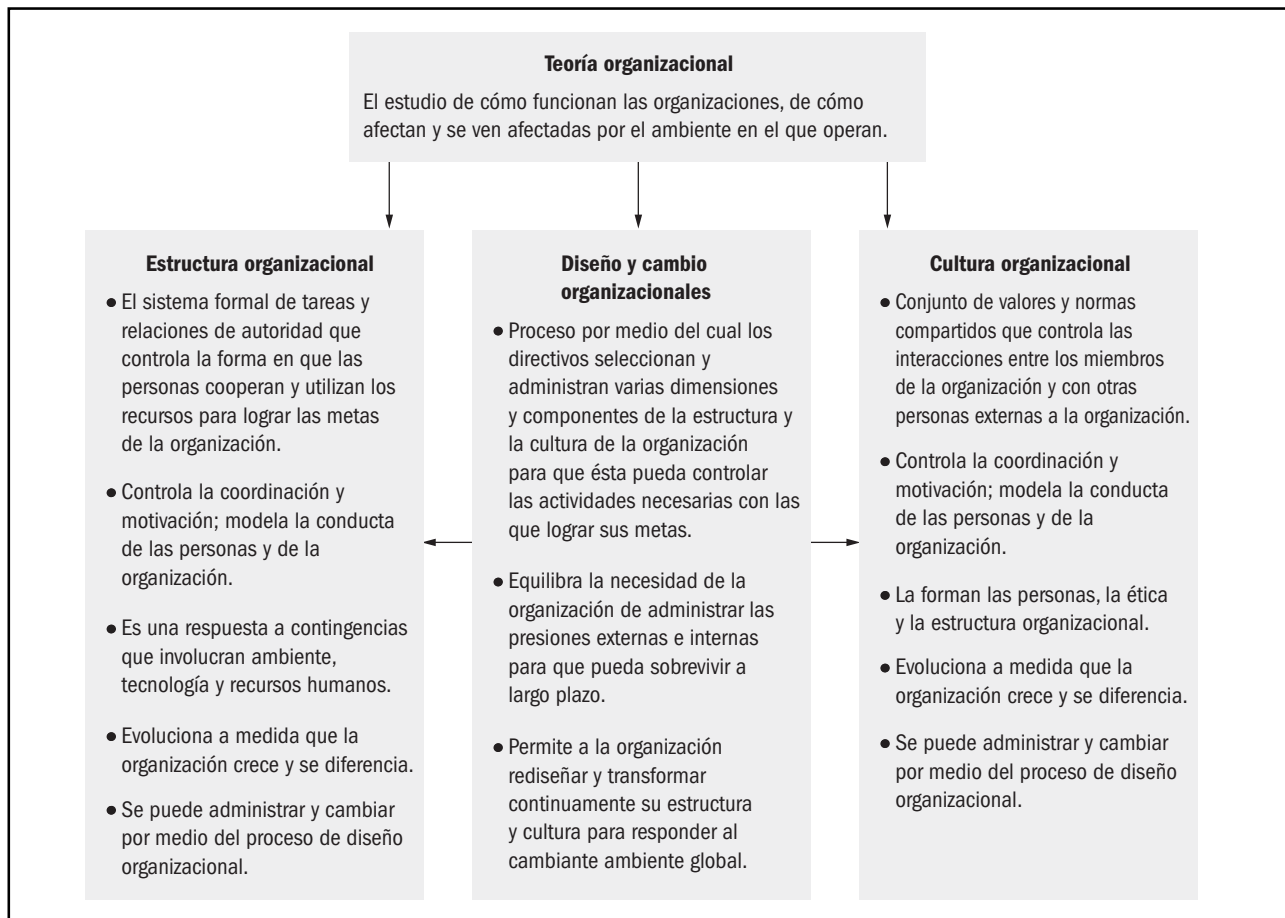 Teoría organizacional
El estudio de cómo funcionan las organizaciones, de cómo
afectan y se ven afectadas por el ambiente en el que operan.
Estructura organizacional
● El sistema formal de tareas y
relaciones de autoridad que
controla la forma en que las
personas cooperan y utilizan los
recursos para lograr las metas
de la organización.
● Controla la coordinación y
motivación; modela la conducta
de las personas y de la
organización.
● Es una respuesta a contingencias
que involucran ambiente,
tecnología y recursos humanos.
● Evoluciona a medida que la
organización crece y se diferencia.
● Se puede administrar y cambiar
por medio del proceso de diseño
organizacional.
Diseño y cambio
organizacionales
● Proceso por medio del cual los
directivos seleccionan y
administran varias dimensiones
y componentes de la estructura y
la cultura de la organización
para que ésta pueda controlar
las actividades necesarias con las
que lograr sus metas.
● Equilibra la necesidad de la
organización de administrar las
presiones externas e internas
para que pueda sobrevivir a
largo plazo.
● Permite a la organización
rediseñar y transformar
continuamente su estructura
y cultura para responder al
cambiante ambiente global.
Cultura organizacional
● Conjunto de valores y normas
compartidos que controla las
interacciones entre los miembros
de la organización y con otras
personas externas a la organización.
● Controla la coordinación y
motivación; modela la conducta
de las personas y de la
organización.
● La forman las personas, la ética
y la estructura organizacional.
● Evoluciona a medida que la
organización crece y se diferencia.
● Se puede administrar y cambiar
por medio del proceso de diseño
organizacional.